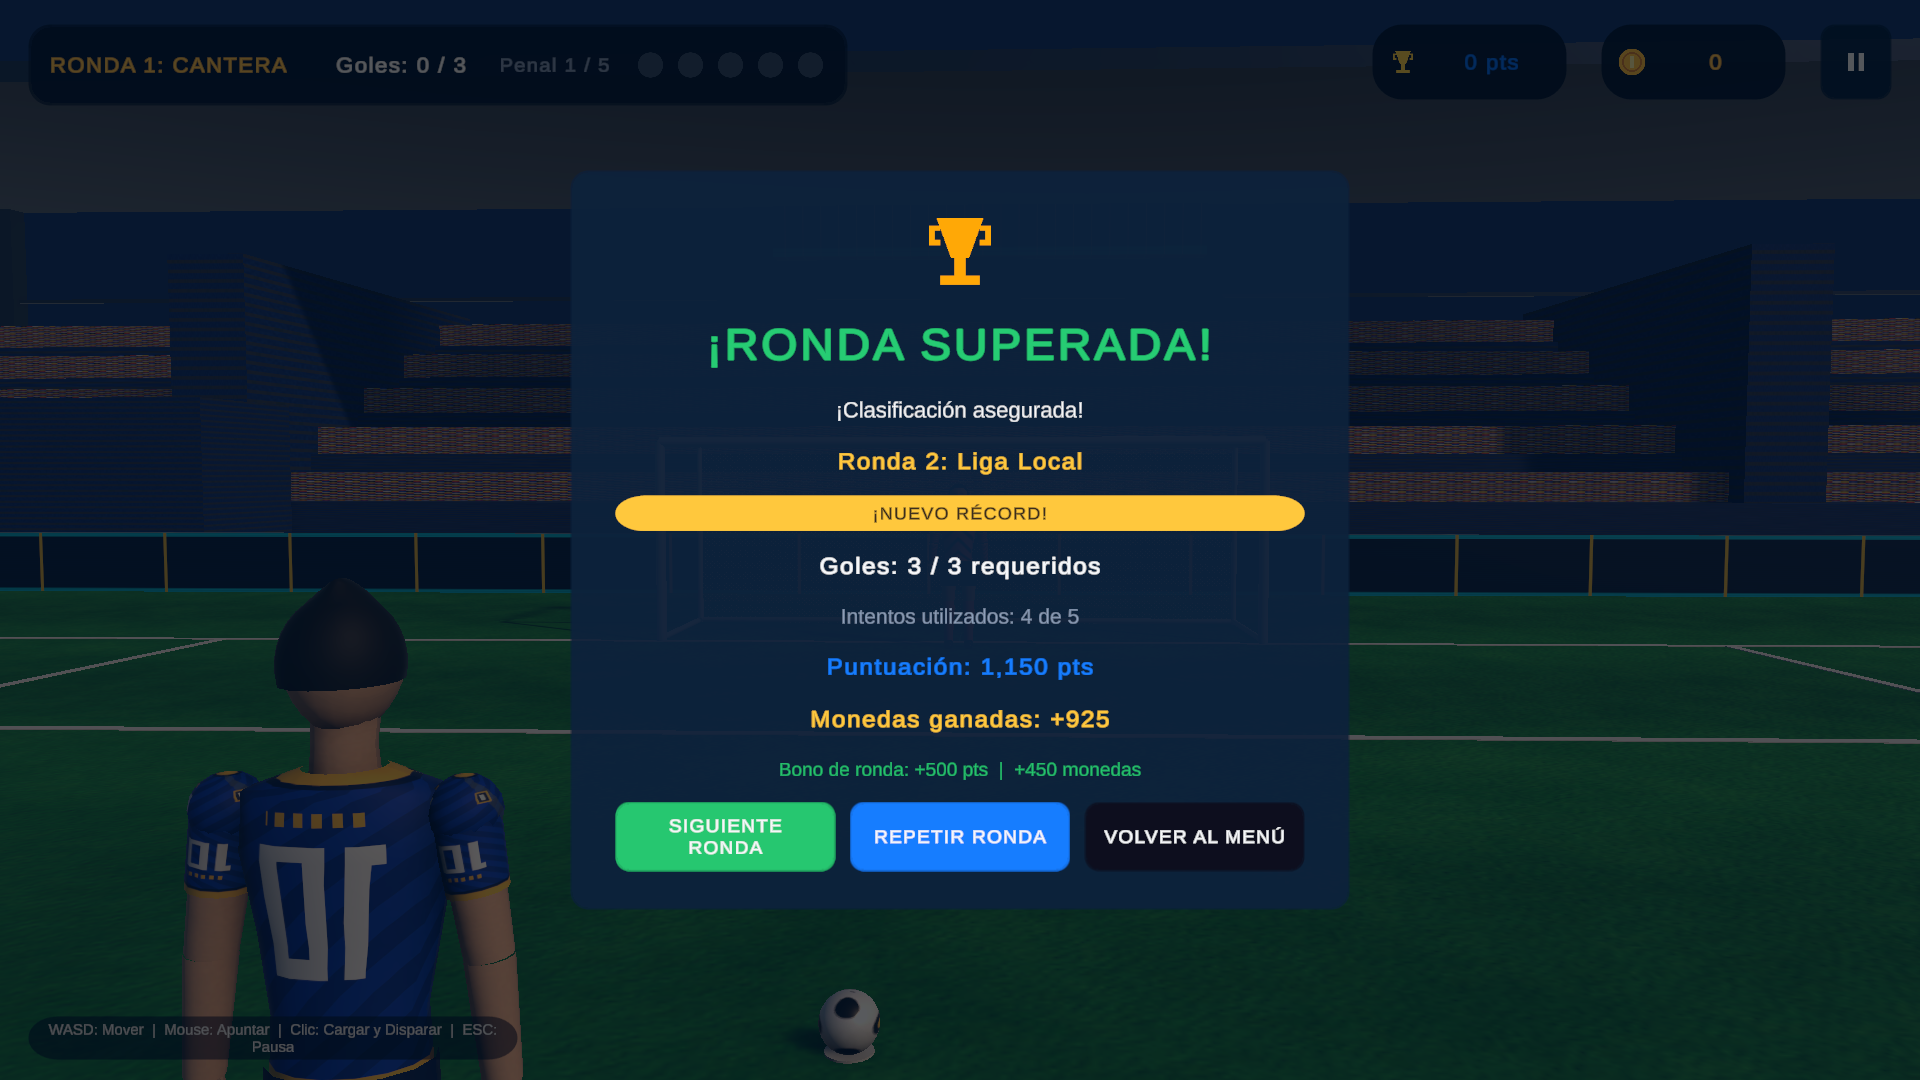 RONDA 1: CANTERA Goles: 0 / 3 Penal 1 / 5
0 pts
0
¡RONDA SUPERADA!
¡Clasificación asegurada!
Ronda 2: Liga Local
¡NUEVO RÉCORD!
Goles: 3 / 3 requeridos
Intentos utilizados: 4 de 5
Puntuación: 1,150 pts
Monedas ganadas: +925
Bono de ronda: +500 pts | +450 monedas
SIGUIENTE
RONDA
REPETIR RONDA
VOLVER AL MENÚ
WASD: Mover | Mouse: Apuntar | Clic: Cargar y Disparar | ESC:
Pausa